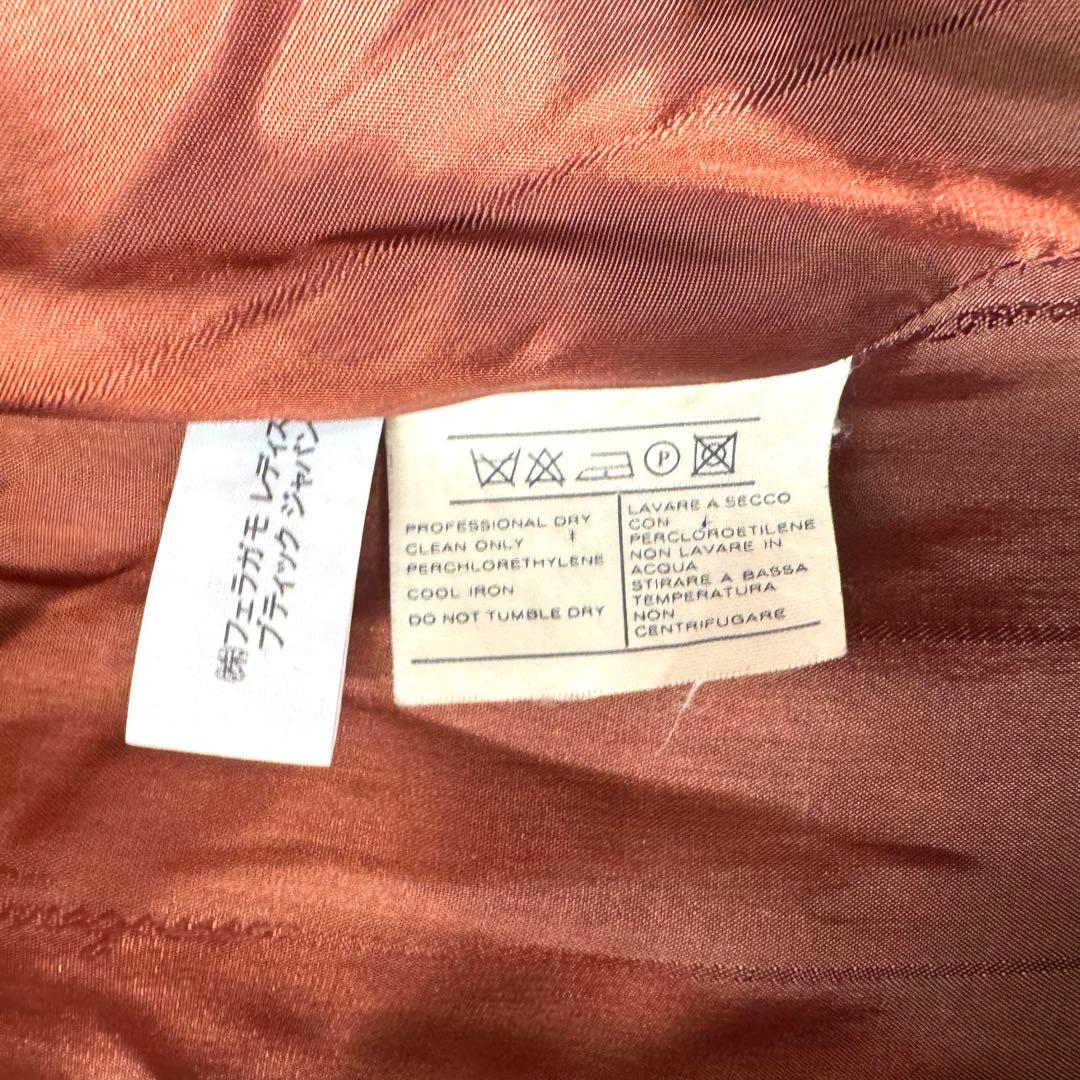 ㈱フェラガモ レディス
ブティック ジャパン
P
PROFESSIONAL DRY
CLEAN ONLY
PERCHLORETHYLENE
COOL IRON
DO NOT TUMBLE DRY
LAVARE A SECCO
CON
PERCLOROETILENE
NON LAVARE IN
ACQUA
STIRARE A BASSA
TEMPERATURA
NON
CENTRIFUGARE